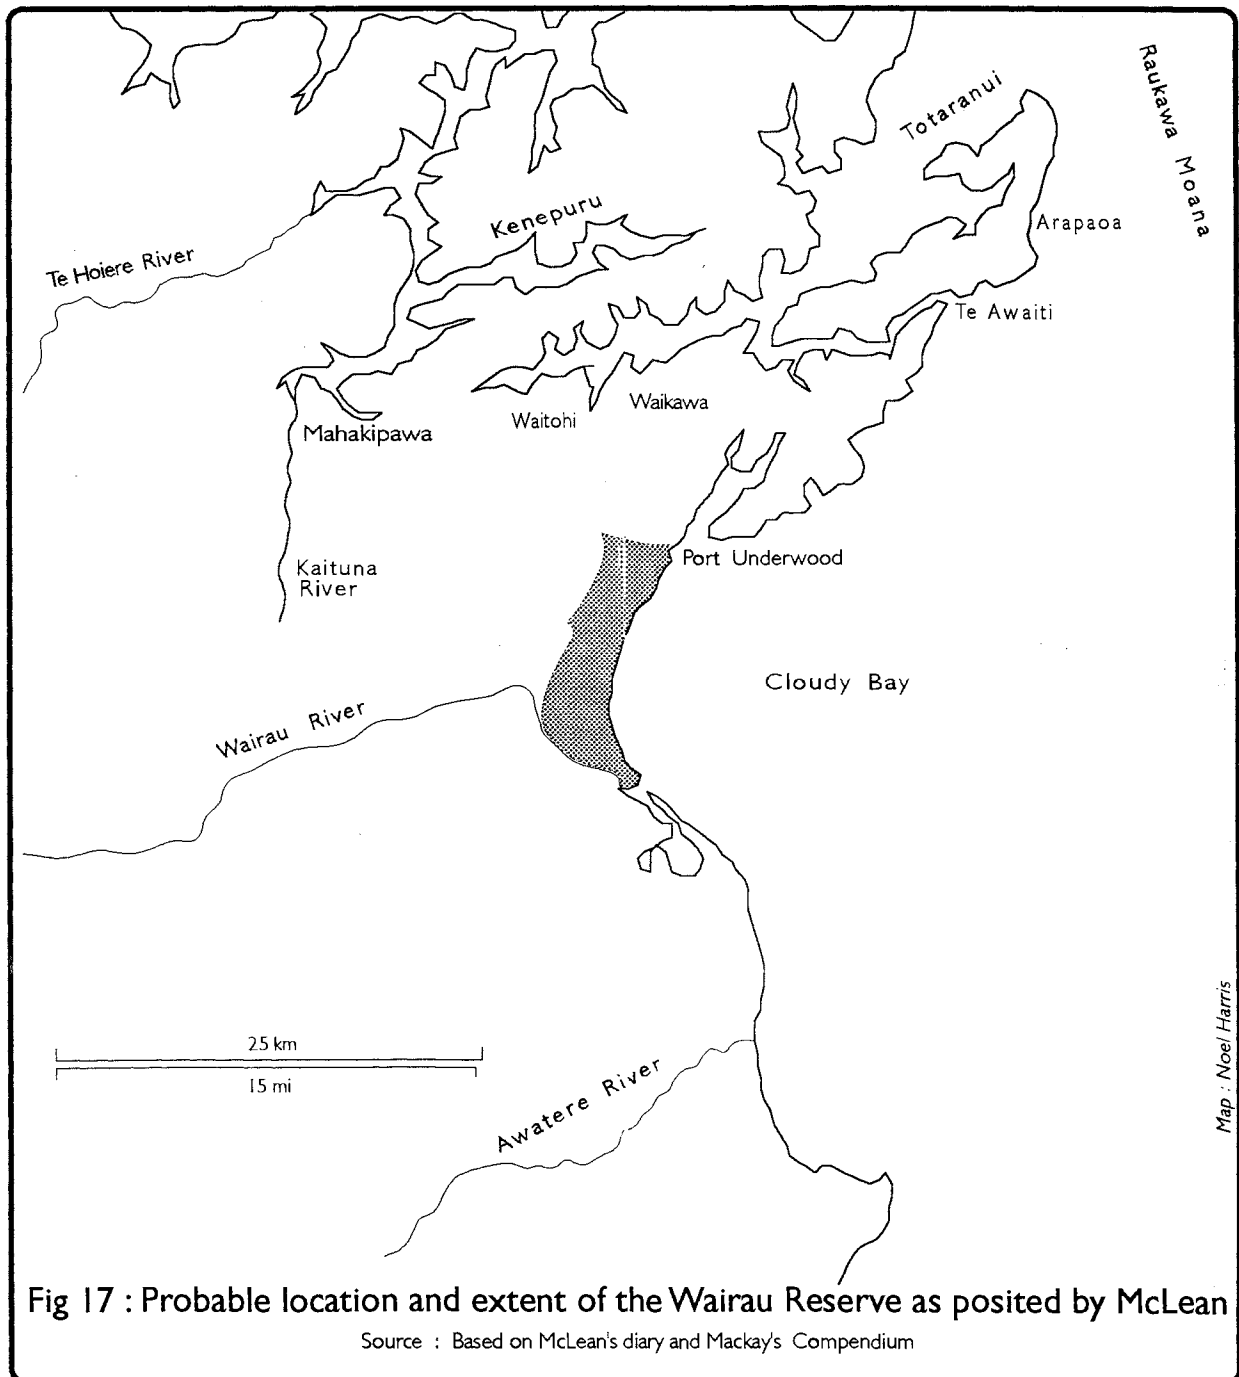 Raukawa Moana
Totaranui
Kenepuru
Arapaoa
Te Hoiere River
Te Awaiti
Waikawa
Waitohi
Mahakipawa
Port Underwood
Kaituna
River
Cloudy Bay
Wairau River
25 km
15 mi
Awatere River
Map : Noel Harris
Fig 17 : Probable location and extent of the Wairau Reserve as posited by McLean
Source : Based on McLean's diary and Mackay's Compendium